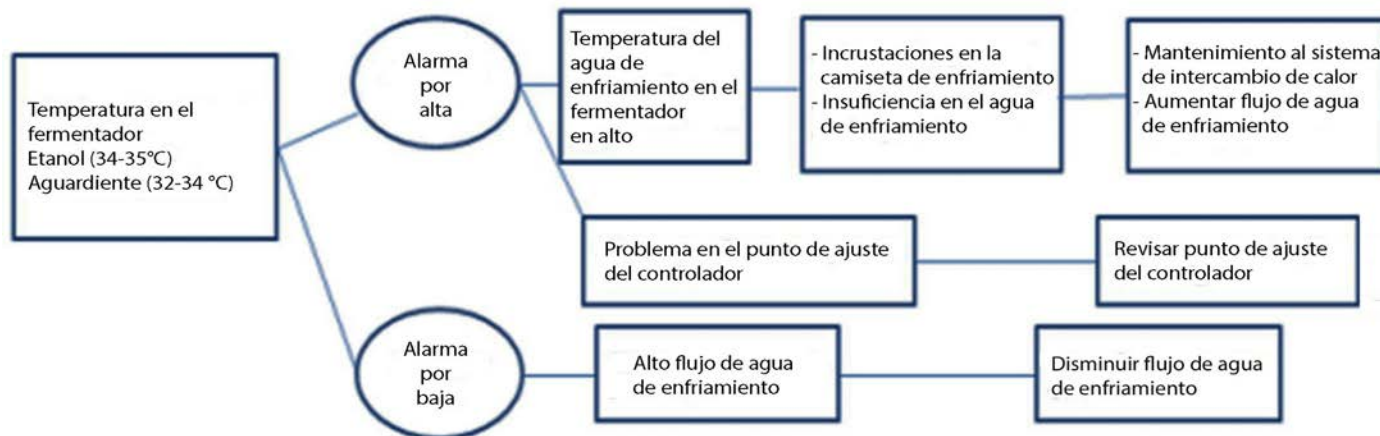 Temperatura en el
fermentador
Etanol (34-35°C)
Aguardiente (32-34 °C)
Alarma
por
alta
Temperatura del
agua de
enfriamiento en el
fermentador
en alto
- Incrustaciones en la
camiseta de enfriamiento
- Insuficiencia en el agua
de enfriamiento
- Mantenimiento al sistema
de intercambio de calor
- Aumentar flujo de agua
de enfriamiento
Problema en el punto de ajuste
del controlador
Revisar punto de ajuste
del controlador
Alarma
por
baja
Alto flujo de agua
de enfriamiento
Disminuir flujo de agua
de enfriamiento